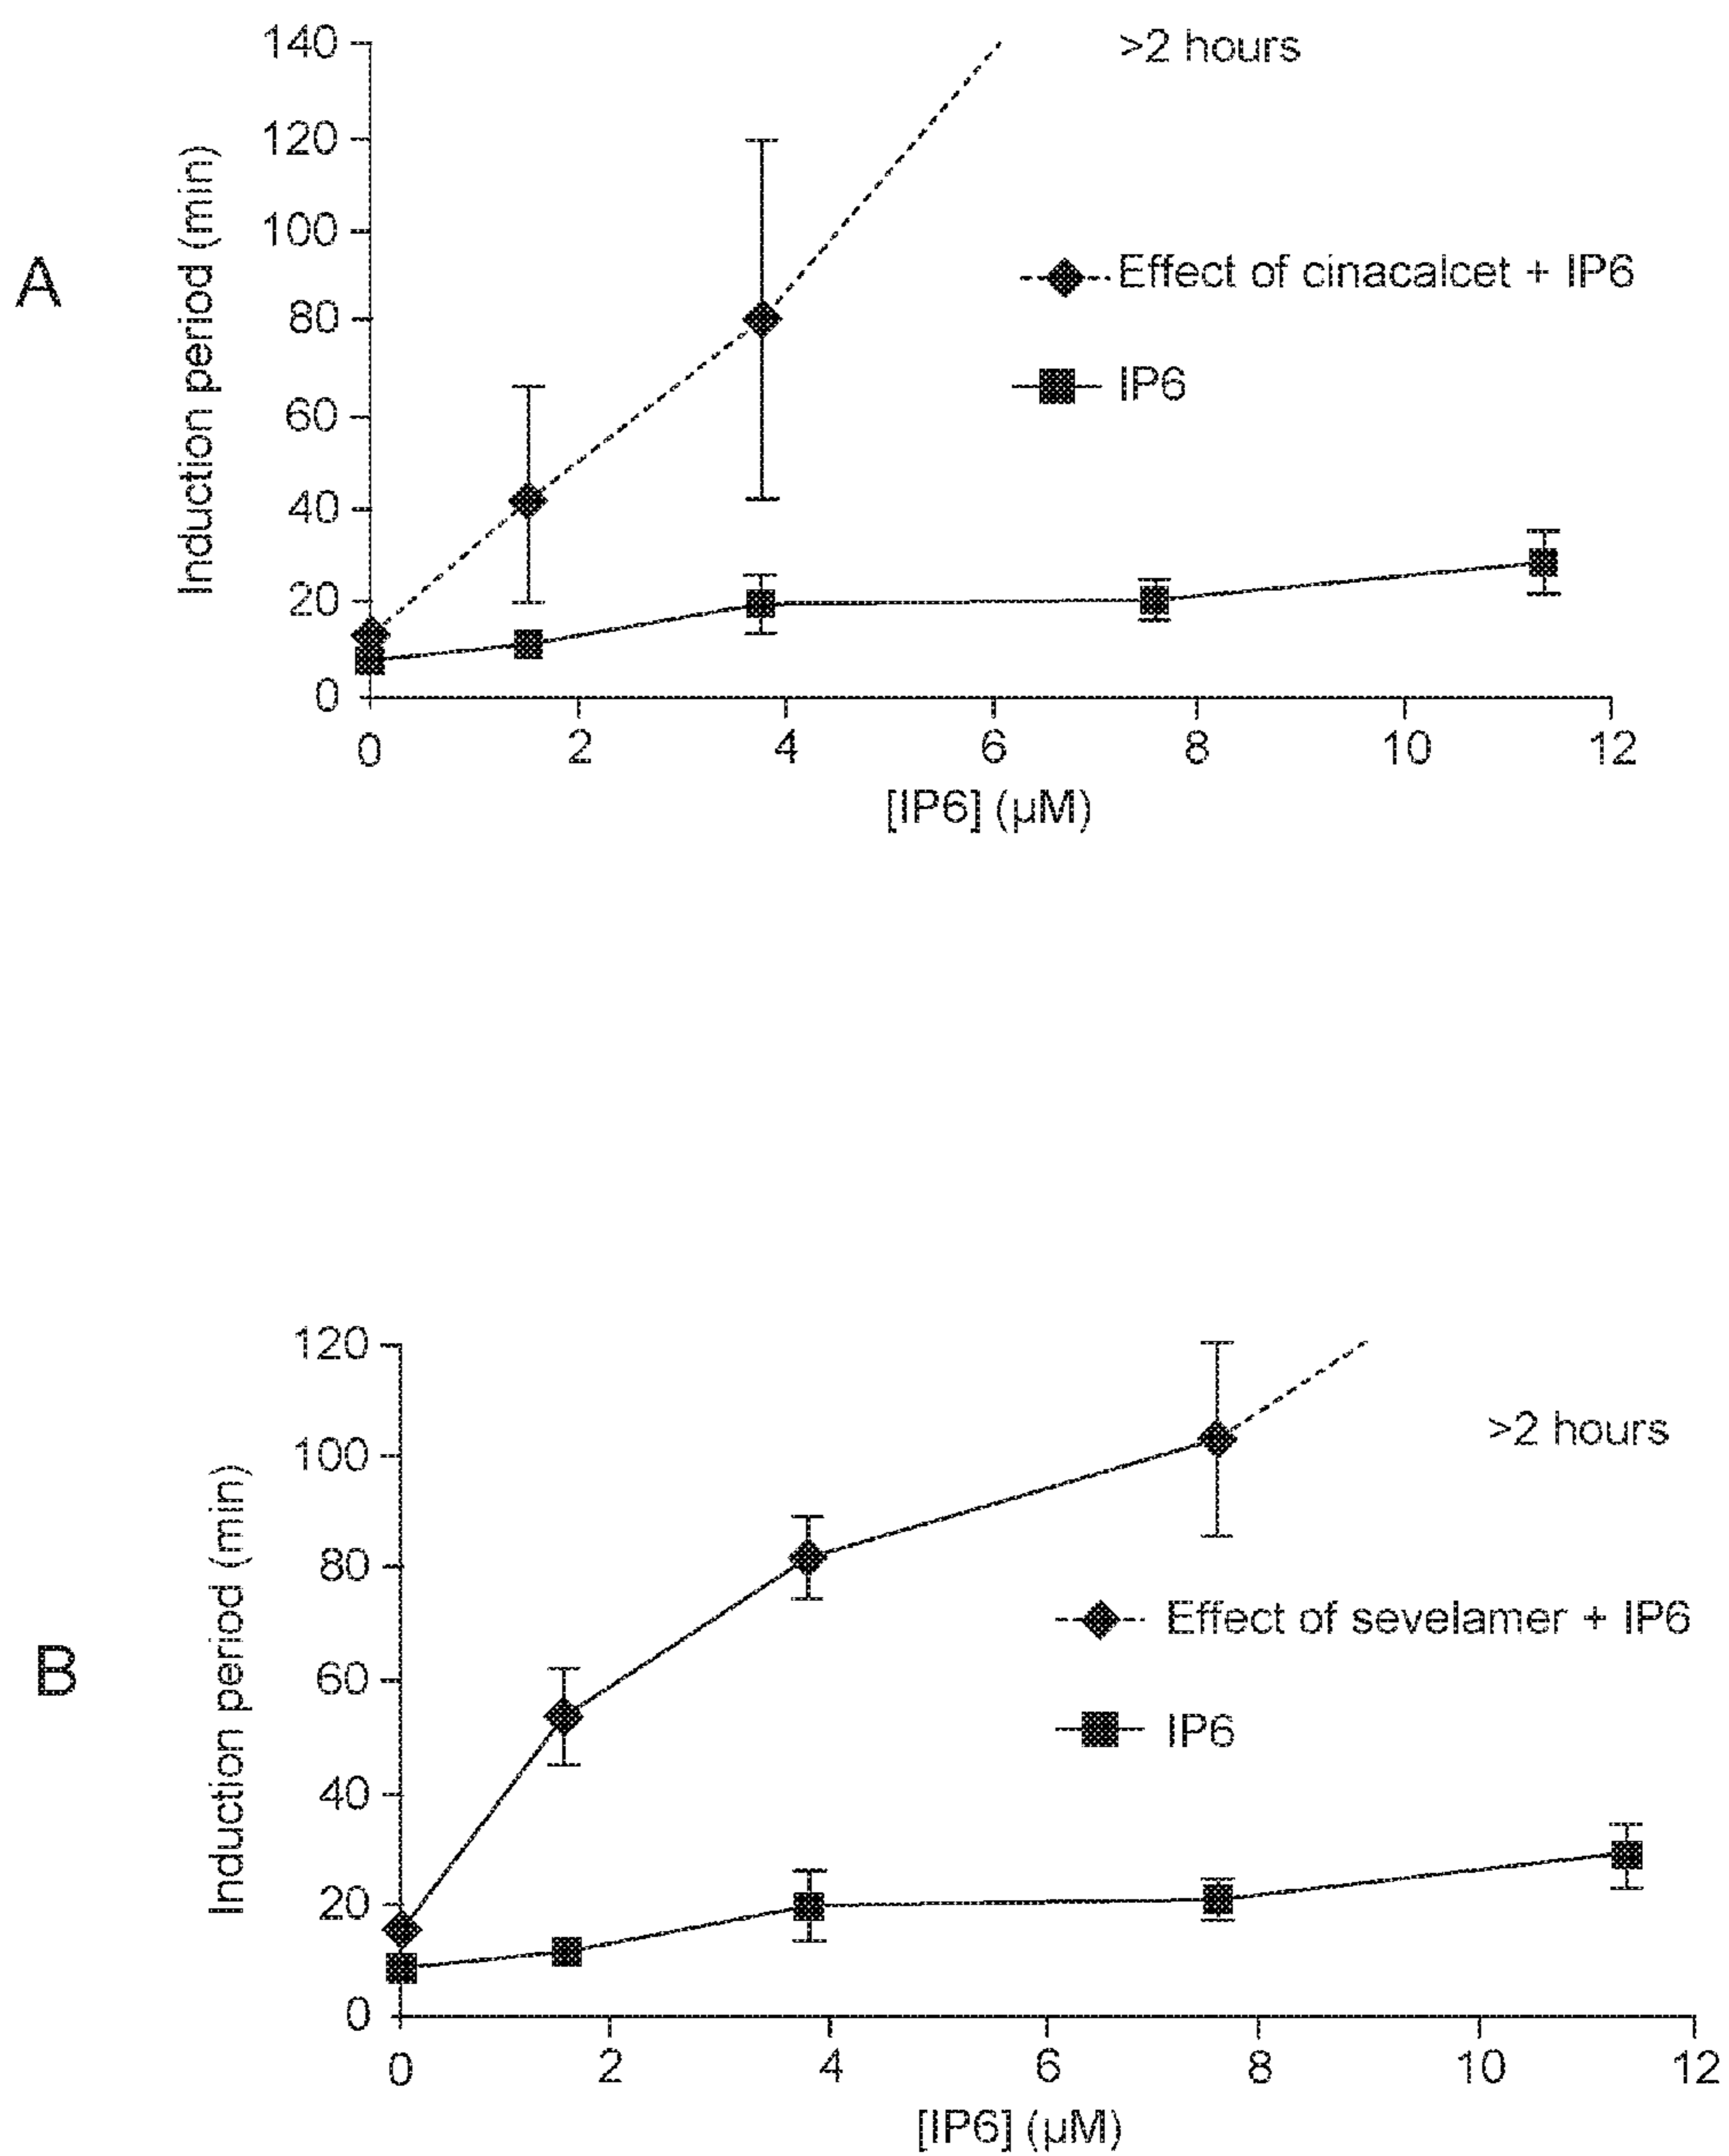 A
Induction period (min)
140
120
100
80
60
40
20
0
>2 hours
Effect of cinacalcet + IP6
IP6
0 2 4 6 8 10 12
[IP6] (µM)
B
Induction period (min)
120
100
80
60
40
20
0
>2 hours
Effect of sevelamer + IP6
IP6
0 2 4 6 8 10 12
[IP6] (µM)